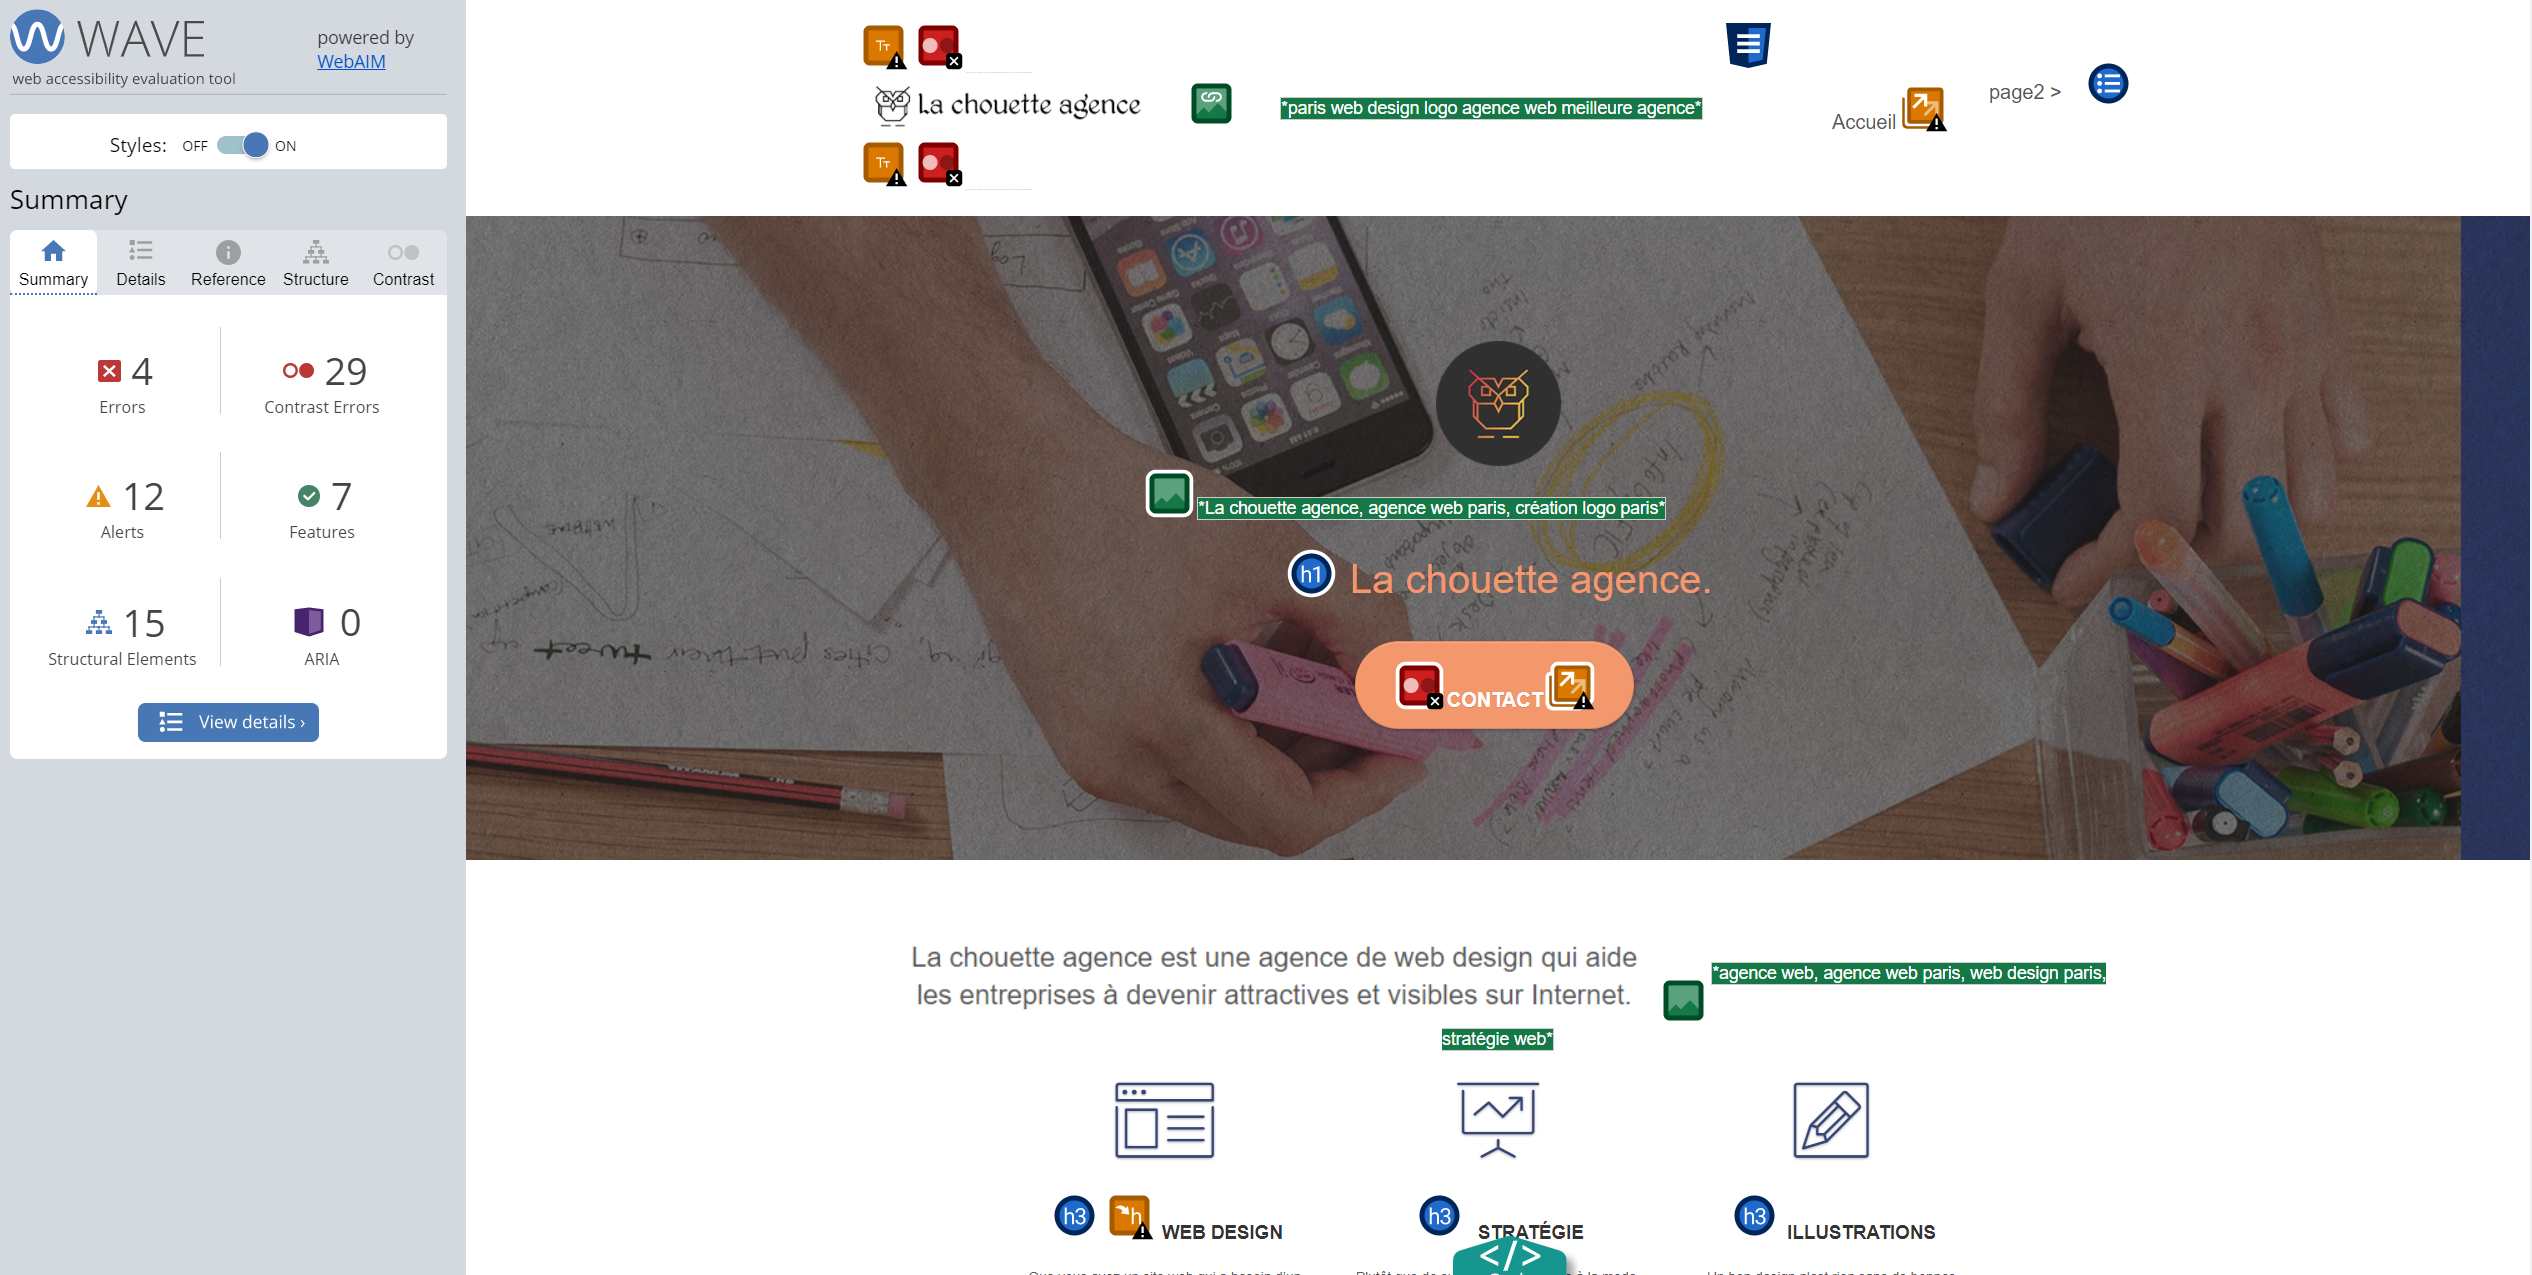 WAVE
powered by
WebAIM
web accessibility evaluation tool
Styles: OFF ON
Summary
Summary Details Reference Structure Contrast
4
Errors
29
Contrast Errors
12
Alerts
7
Features
15
Structural Elements
0
ARIA
View details ›
La chouette agence
*paris web design logo agence web meilleure agence*
Accueil
page2 >
*La chouette agence, agence web paris, création logo paris*
h1 La chouette agence.
CONTACT
La chouette agence est une agence de web design qui aide
les entreprises à devenir attractives et visibles sur Internet.
*agence web, agence web paris, web design paris,
stratégie web*
h3 h WEB DESIGN
h3 STRATÉGIE
h3 ILLUSTRATIONS
</>